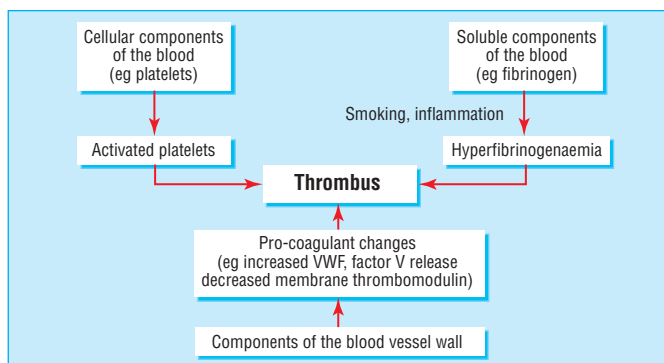 Cellular components
of the blood
(eg platelets)
Soluble components
of the blood
(eg fibrinogen)
Smoking, inflammation
Activated platelets
Hyperfibrinogenaemia
Thrombus
Pro-coagulant changes
(eg increased VWF, factor V release
decreased membrane thrombomodulin)
Components of the blood vessel wall